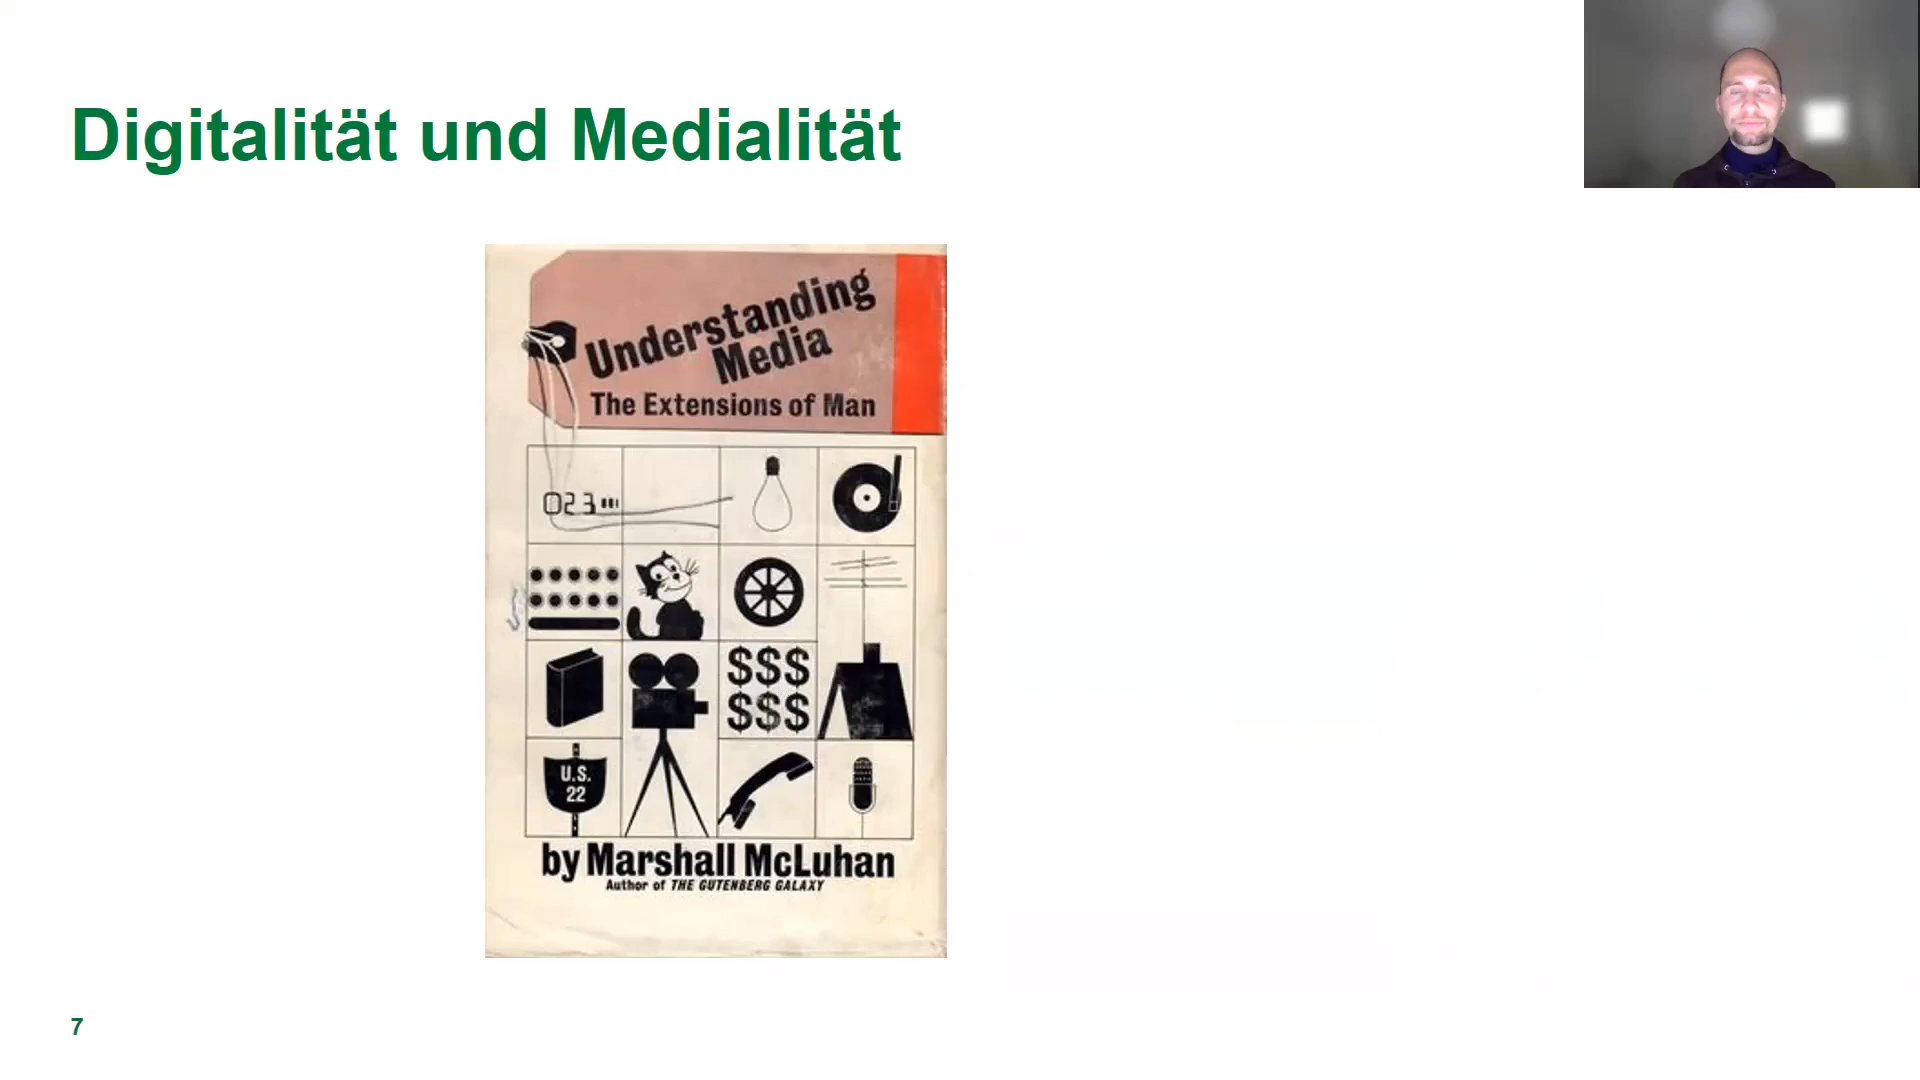 Digitalität und Medialität
Understanding
Media
The Extensions of Man
023
$$$
$$$
U.S.
22
by Marshall McLuhan
Author of THE GUTENBERG GALAXY
7